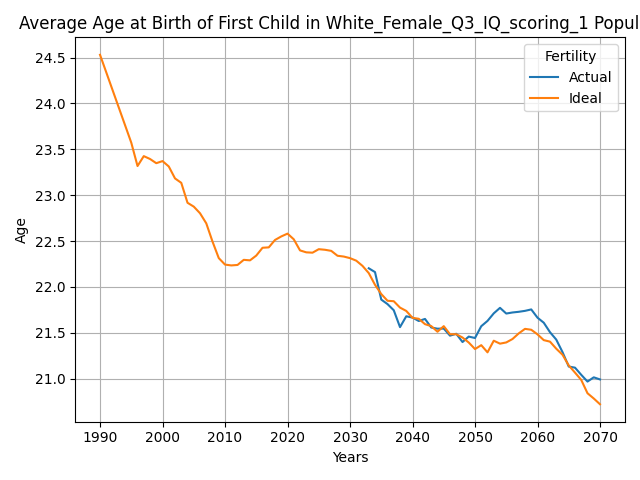 Average Age at Birth of First Child in White_Female_Q3_IQ_scoring_1 Popul
Fertility
Actual
Ideal
Age
24.5
24.0
23.5
23.0
22.5
22.0
21.5
21.0
1990 2000 2010 2020 2030 2040 2050 2060 2070
Years